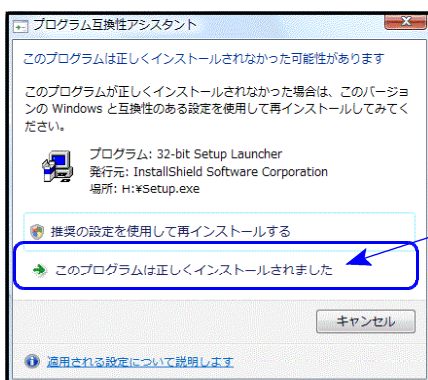 プログラム互換性アシスタント
このプログラムは正しくインストールされなかった可能性があります
このプログラムが正しくインストールされなかった場合は、このバージョ
ンの Windows と互換性のある設定を使用して再インストールしてみてく
ださい。
プログラム: 32-bit Setup Launcher
発行元: InstallShield Software Corporation
場所: H:¥Setup.exe
推奨の設定を使用して再インストールする
このプログラムは正しくインストールされました
キャンセル
適用される設定について説明します